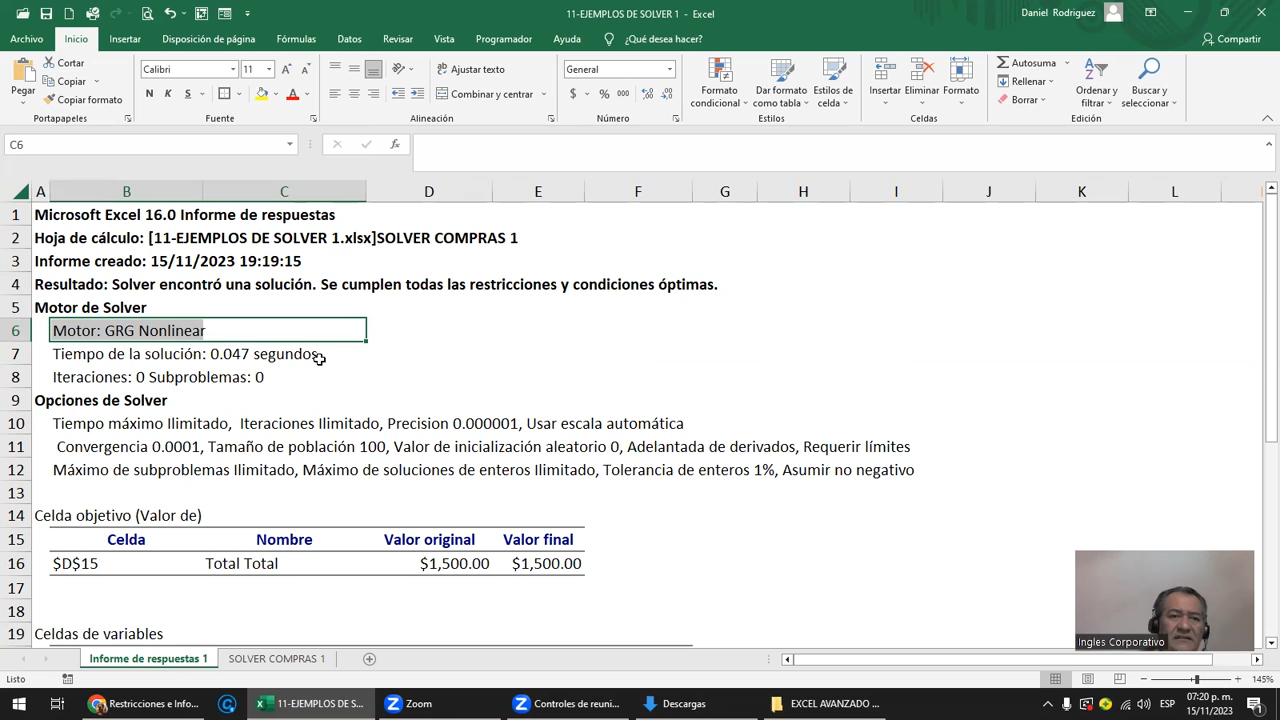 11-EJEMPLOS DE SOLVER 1 - Excel
Daniel Rodriguez
Archivo Inicio Insertar Disposición de página Fórmulas Datos Revisar Vista Programador Ayuda ¿Qué desea hacer? Compartir
Pegar
Cortar
Copiar
Copiar formato
Portapapeles
Calibri 11
N K S
Fuente
Ajustar texto
Combinar y centrar
Alineación
General
$ % 000
Número
Formato condicional
Dar formato como tabla
Estilos de celda
Estilos
Insertar Eliminar Formato
Celdas
Autosuma
Rellenar
Borrar
Ordenar y filtrar
Buscar y seleccionar
Edición
C6 fx
A B C D E F G H I J K L
1 Microsoft Excel 16.0 Informe de respuestas
2 Hoja de cálculo: [11-EJEMPLOS DE SOLVER 1.xlsx]SOLVER COMPRAS 1
3 Informe creado: 15/11/2023 19:19:15
4 Resultado: Solver encontró una solución. Se cumplen todas las restricciones y condiciones óptimas.
5 Motor de Solver
6 Motor: GRG Nonlinear
7 Tiempo de la solución: 0.047 segundos.
8 Iteraciones: 0 Subproblemas: 0
9 Opciones de Solver
10 Tiempo máximo Ilimitado, Iteraciones Ilimitado, Precision 0.000001, Usar escala automática
11 Convergencia 0.0001, Tamaño de población 100, Valor de inicialización aleatorio 0, Adelantada de derivados, Requerir límites
12 Máximo de subproblemas Ilimitado, Máximo de soluciones de enteros Ilimitado, Tolerancia de enteros 1%, Asumir no negativo
13
14 Celda objetivo (Valor de)
15 Celda Nombre Valor original Valor final
16 $D$15 Total Total $1,500.00 $1,500.00
17
18
19 Celdas de variables
Ingles Corporativo
Informe de respuestas 1 SOLVER COMPRAS 1
Listo 145%
Restricciones e Info... 11-EJEMPLOS DE S... Zoom Controles de reuni... Descargas EXCEL AVANZADO ... ESP 07:20 p. m.
15/11/2023